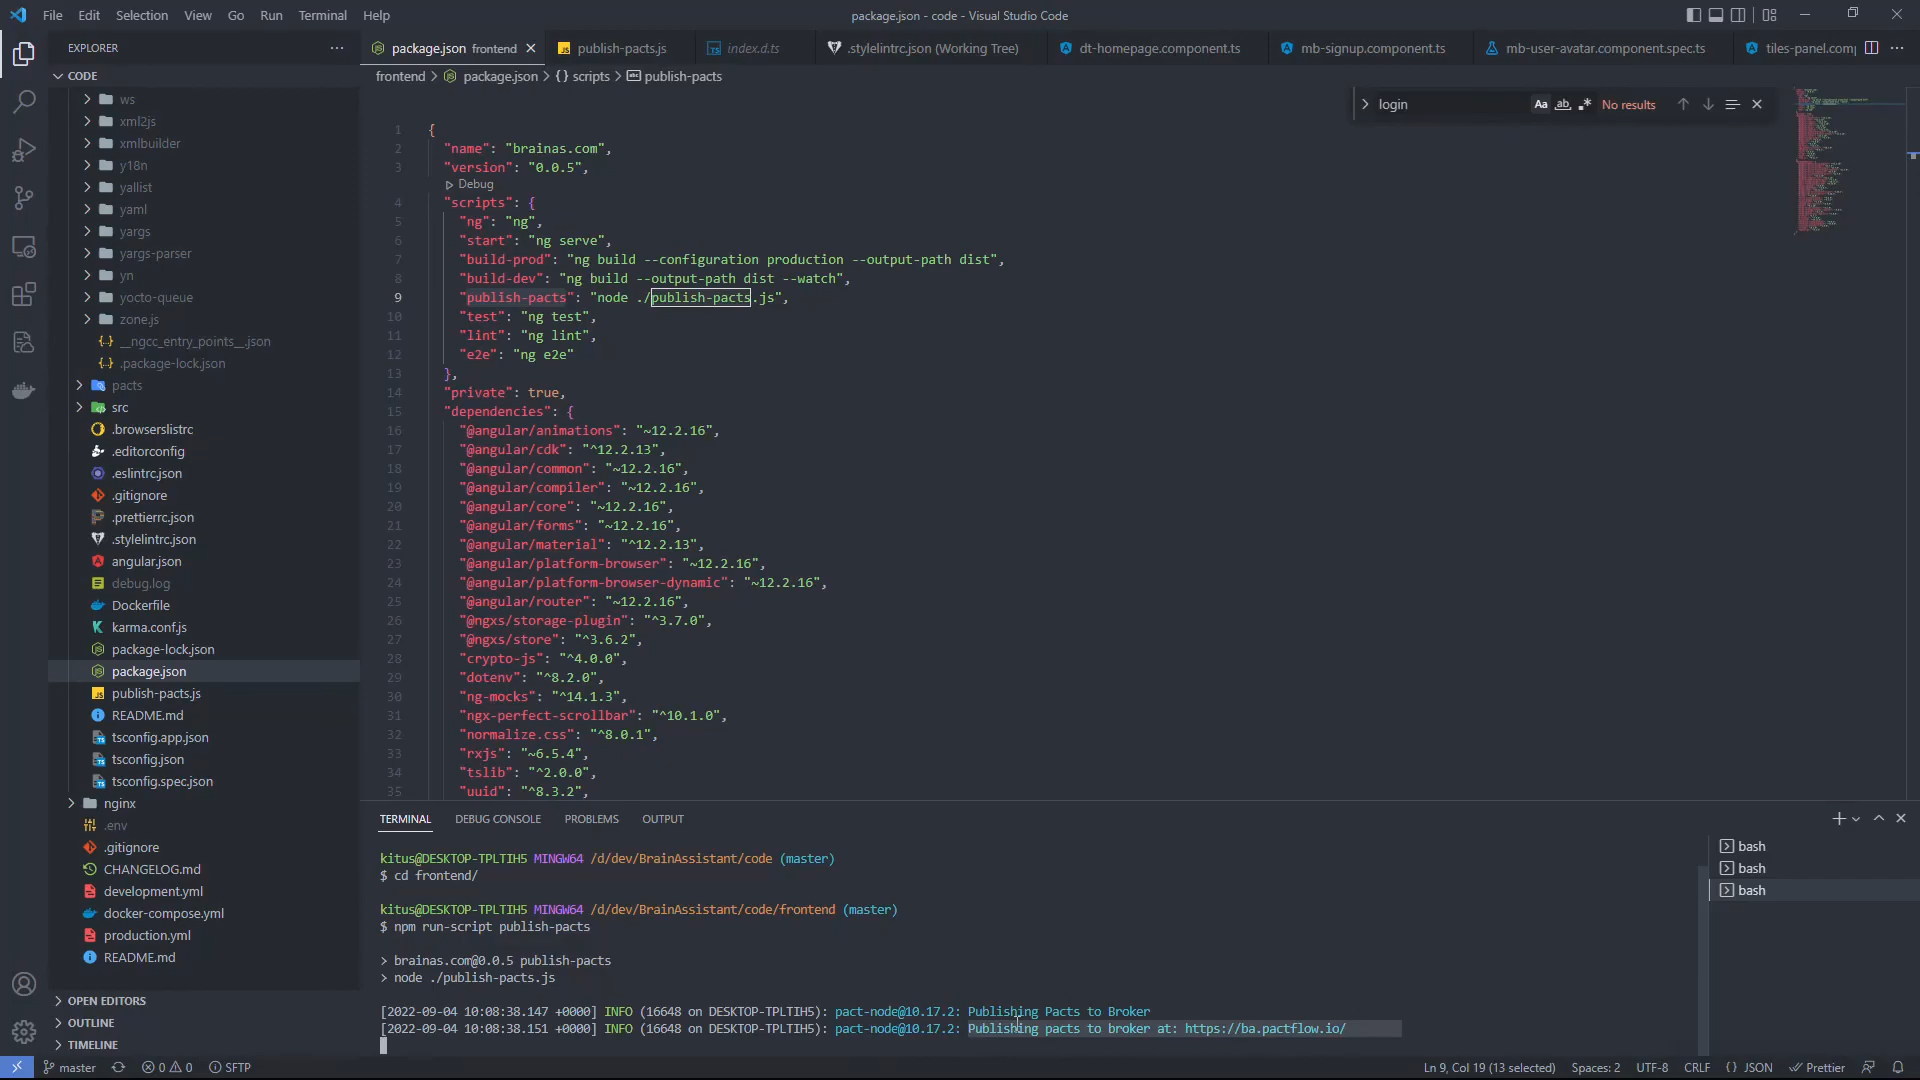 File Edit Selection View Go Run Terminal Help
package.json - code - Visual Studio Code
EXPLORER
package.json frontend
publish-pacts.js
index.d.ts
.stylelintrc.json (Working Tree)
dt-homepage.component.ts
mb-signup.component.ts
mb-user-avatar.component.spec.ts
tiles-panel.comp
frontend > package.json > {} scripts > publish-pacts
login
Aa ab .* No results
CODE
ws
xml2js
xmlbuilder
y18n
yallist
yaml
yargs
yargs-parser
yn
yocto-queue
zone.js
{} __ngcc_entry_points__.json
{} .package-lock.json
pacts
src
.browserslistrc
.editorconfig
.eslintrc.json
.gitignore
.prettierrc.json
.stylelintrc.json
angular.json
debug.log
Dockerfile
karma.conf.js
package-lock.json
package.json
publish-pacts.js
README.md
tsconfig.app.json
tsconfig.json
tsconfig.spec.json
nginx
.env
.gitignore
CHANGELOG.md
development.yml
docker-compose.yml
production.yml
README.md
OPEN EDITORS
OUTLINE
TIMELINE
1 {
2 "name": "brainas.com",
3 "version": "0.0.5",
Debug
4 "scripts": {
5 "ng": "ng",
6 "start": "ng serve",
7 "build-prod": "ng build --configuration production --output-path dist",
8 "build-dev": "ng build --output-path dist --watch",
9 "publish-pacts": "node ./publish-pacts.js",
10 "test": "ng test",
11 "lint": "ng lint",
12 "e2e": "ng e2e"
13 },
14 "private": true,
15 "dependencies": {
16 "@angular/animations": "~12.2.16",
17 "@angular/cdk": "^12.2.13",
18 "@angular/common": "~12.2.16",
19 "@angular/compiler": "~12.2.16",
20 "@angular/core": "~12.2.16",
21 "@angular/forms": "~12.2.16",
22 "@angular/material": "^12.2.13",
23 "@angular/platform-browser": "~12.2.16",
24 "@angular/platform-browser-dynamic": "~12.2.16",
25 "@angular/router": "~12.2.16",
26 "@ngxs/storage-plugin": "^3.7.0",
27 "@ngxs/store": "^3.6.2",
28 "crypto-js": "^4.0.0",
29 "dotenv": "^8.2.0",
30 "ng-mocks": "^14.1.3",
31 "ngx-perfect-scrollbar": "^10.1.0",
32 "normalize.css": "^8.0.1",
33 "rxjs": "~6.5.4",
34 "tslib": "^2.0.0",
35 "uuid": "^8.3.2",
TERMINAL DEBUG CONSOLE PROBLEMS OUTPUT
kitus@DESKTOP-TPLTIH5 MINGW64 /d/dev/BrainAssistant/code (master)
$ cd frontend/
kitus@DESKTOP-TPLTIH5 MINGW64 /d/dev/BrainAssistant/code/frontend (master)
$ npm run-script publish-pacts
> brainas.com@0.0.5 publish-pacts
> node ./publish-pacts.js
[2022-09-04 10:08:38.147 +0000] INFO (16648 on DESKTOP-TPLTIH5): pact-node@10.17.2: Publishing Pacts to Broker
[2022-09-04 10:08:38.151 +0000] INFO (16648 on DESKTOP-TPLTIH5): pact-node@10.17.2: Publishing pacts to broker at: https://ba.pactflow.io/
bash
bash
bash
master 0 0 SFTP
Ln 9, Col 19 (13 selected) Spaces: 2 UTF-8 CRLF {} JSON Prettier